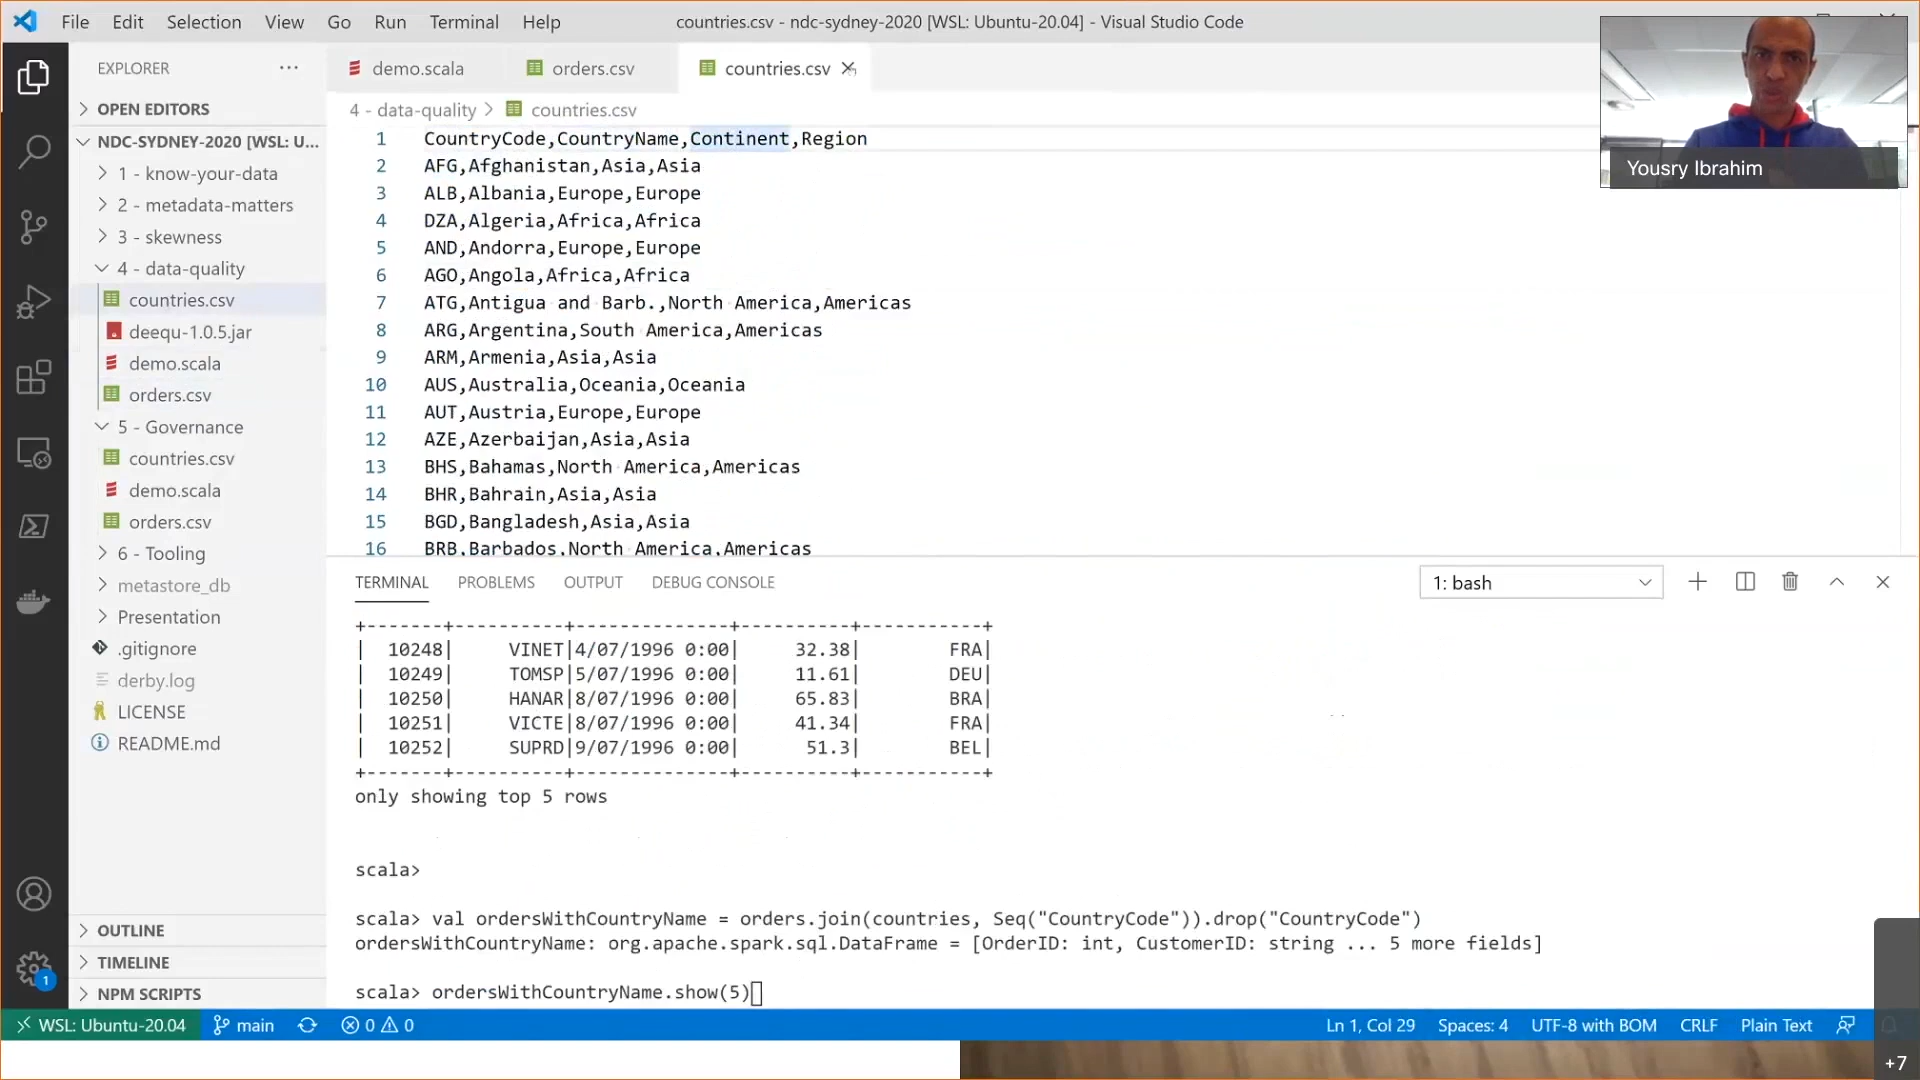 File Edit Selection View Go Run Terminal Help
countries.csv - ndc-sydney-2020 [WSL: Ubuntu-20.04] - Visual Studio Code
EXPLORER
OPEN EDITORS
NDC-SYDNEY-2020 [WSL: U...
1 - know-your-data
2 - metadata-matters
3 - skewness
4 - data-quality
countries.csv
deequ-1.0.5.jar
demo.scala
orders.csv
5 - Governance
countries.csv
demo.scala
orders.csv
6 - Tooling
metastore_db
Presentation
.gitignore
derby.log
LICENSE
README.md
OUTLINE
TIMELINE
NPM SCRIPTS
1
demo.scala orders.csv countries.csv
4 - data-quality > countries.csv
1 CountryCode,CountryName,Continent,Region
2 AFG,Afghanistan,Asia,Asia
3 ALB,Albania,Europe,Europe
4 DZA,Algeria,Africa,Africa
5 AND,Andorra,Europe,Europe
6 AGO,Angola,Africa,Africa
7 ATG,Antigua and Barb.,North America,Americas
8 ARG,Argentina,South America,Americas
9 ARM,Armenia,Asia,Asia
10 AUS,Australia,Oceania,Oceania
11 AUT,Austria,Europe,Europe
12 AZE,Azerbaijan,Asia,Asia
13 BHS,Bahamas,North America,Americas
14 BHR,Bahrain,Asia,Asia
15 BGD,Bangladesh,Asia,Asia
16 BRB,Barbados,North America,Americas
Yousry Ibrahim
TERMINAL PROBLEMS OUTPUT DEBUG CONSOLE 1: bash
+-------+----------+---------------+----------+-----------+
| 10248| VINET|4/07/1996 0:00| 32.38| FRA|
| 10249| TOMSP|5/07/1996 0:00| 11.61| DEU|
| 10250| HANAR|8/07/1996 0:00| 65.83| BRA|
| 10251| VICTE|8/07/1996 0:00| 41.34| FRA|
| 10252| SUPRD|9/07/1996 0:00| 51.3| BEL|
+-------+----------+---------------+----------+-----------+
only showing top 5 rows
scala>
scala> val ordersWithCountryName = orders.join(countries, Seq("CountryCode")).drop("CountryCode")
ordersWithCountryName: org.apache.spark.sql.DataFrame = [OrderID: int, CustomerID: string ... 5 more fields]
scala> ordersWithCountryName.show(5)
WSL: Ubuntu-20.04 main 0 0 Ln 1, Col 29 Spaces: 4 UTF-8 with BOM CRLF Plain Text
+7